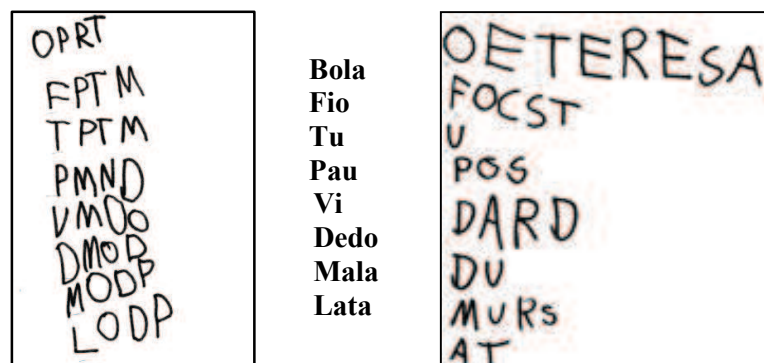 OPRT
FPTM
TPTM
PMND
VMDO
DMOD
MODP
LODP
Bola
Fio
Tu
Pau
Vi
Dedo
Mala
Lata
OETERESA
FOCST
U
POS
DARD
DU
MURS
AT